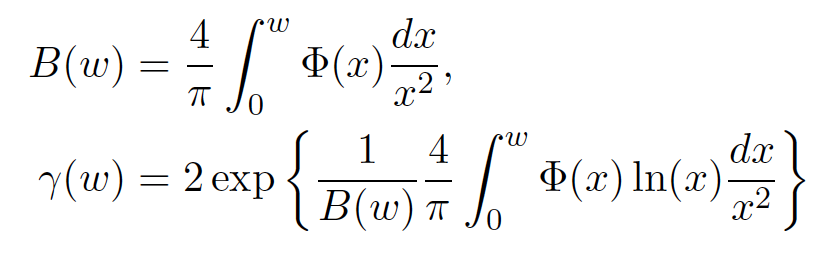 B(w) = \frac{4}{\pi} \int_0^w \Phi(x) \frac{dx}{x^2},
\gamma(w) = 2 \exp \left\{ \frac{1}{B(w)} \frac{4}{\pi} \int_0^w \Phi(x) \ln(x) \frac{dx}{x^2} \right\}